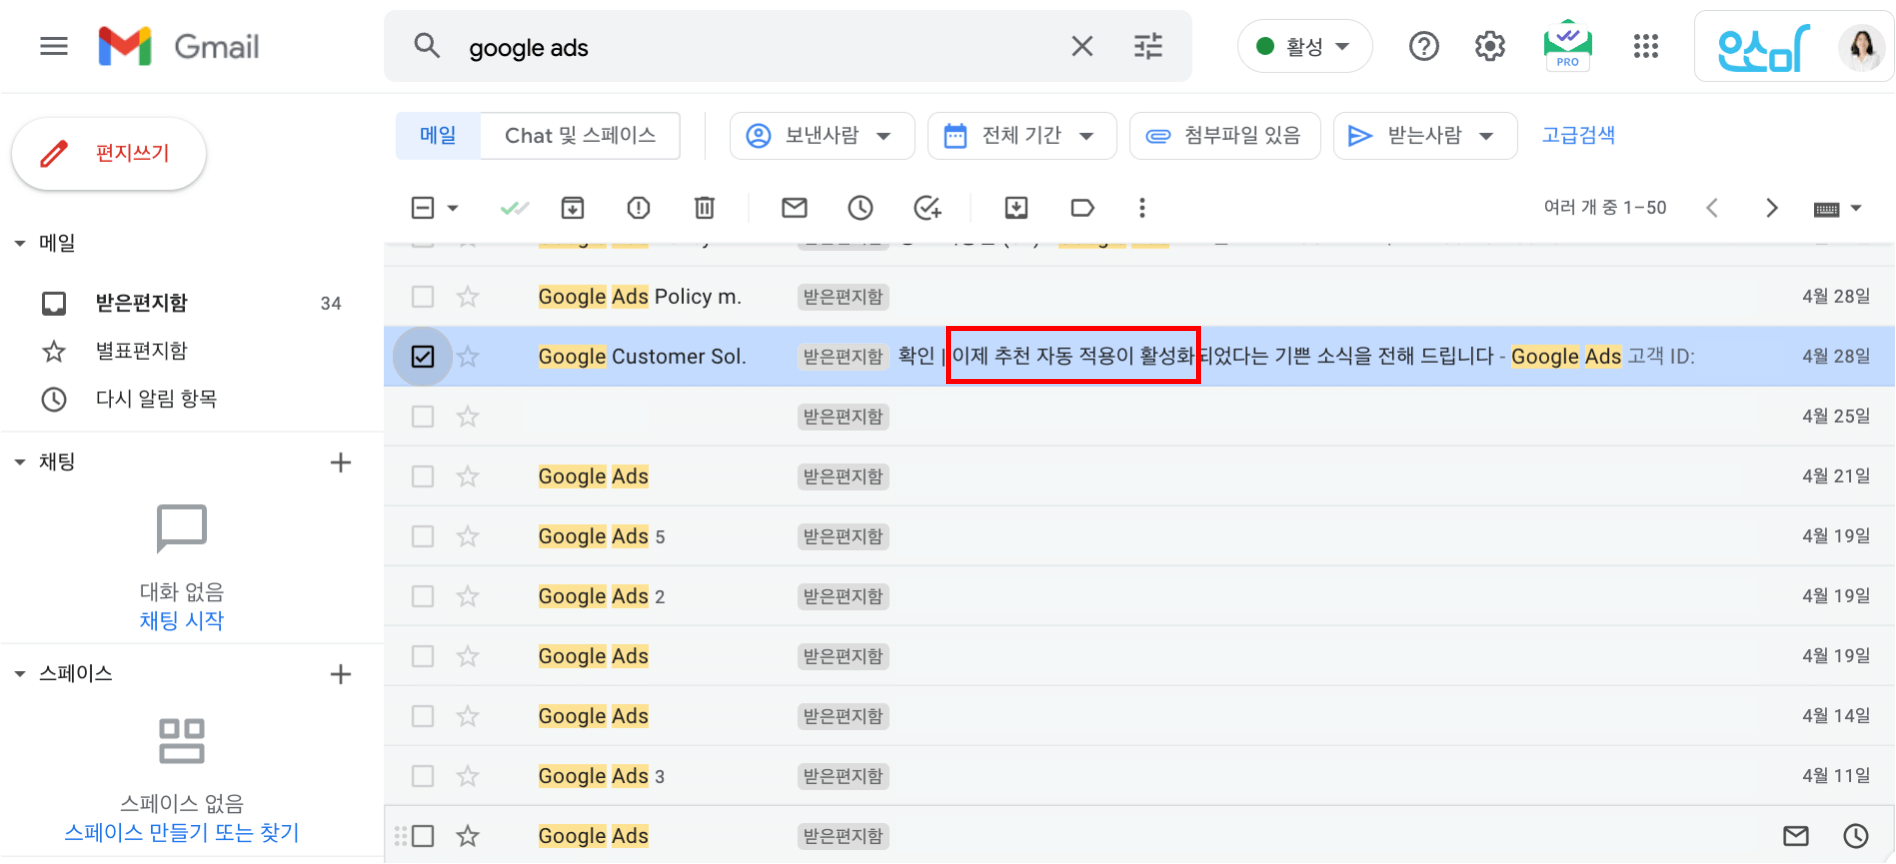 Gmail
google ads
활성
PRO
메일
Chat 및 스페이스
보낸사람
전체 기간
첨부파일 있음
받는사람
고급검색
편지쓰기
여러 개 중 1–50
메일
받은편지함 34
별표편지함
다시 알림 항목
채팅
대화 없음
채팅 시작
스페이스
스페이스 없음
스페이스 만들기 또는 찾기
Google Ads Policy m. 받은편지함 4월 28일
Google Customer Sol. 받은편지함 확인 | 이제 추천 자동 적용이 활성화되었다는 기쁜 소식을 전해 드립니다 - Google Ads 고객 ID: 4월 28일
받은편지함 4월 25일
Google Ads 받은편지함 4월 21일
Google Ads 5 받은편지함 4월 19일
Google Ads 2 받은편지함 4월 19일
Google Ads 받은편지함 4월 19일
Google Ads 받은편지함 4월 14일
Google Ads 3 받은편지함 4월 11일
Google Ads 받은편지함